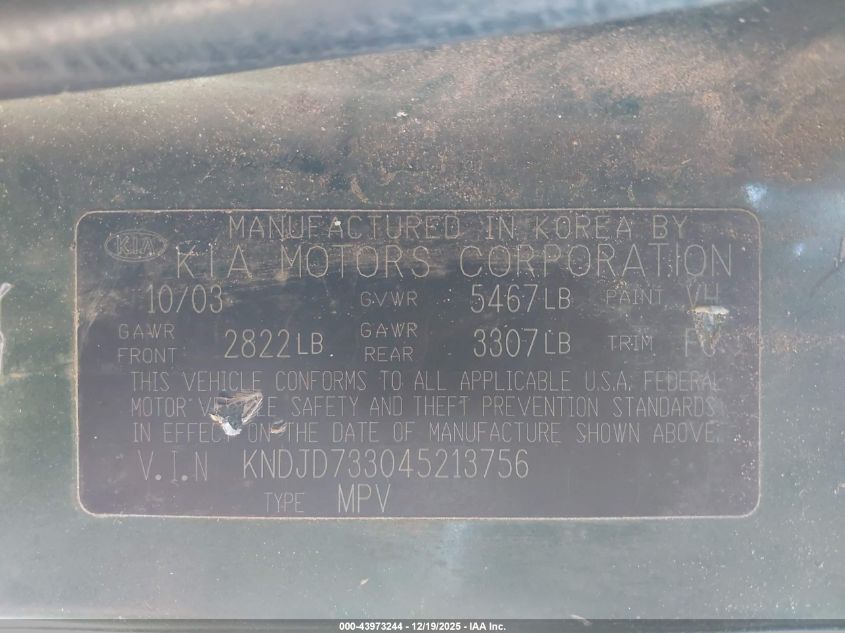 MANUFACTURED IN KOREA BY
KIA KIA MOTORS CORPORATION
10/03 GVWR 5467LB PAINT VH
GAWR FRONT 2822LB GAWR REAR 3307LB TRIM
THIS VEHICLE CONFORMS TO ALL APPLICABLE U.S.A. FEDERAL
MOTOR SAFETY AND THEFT PREVENTION STANDARDS
IN EFFECT ON THE DATE OF MANUFACTURE SHOWN ABOVE.
V.I.N KNDJD733045213756
TYPE MPV
000-43973244 - 12/19/2025 - IAA Inc.